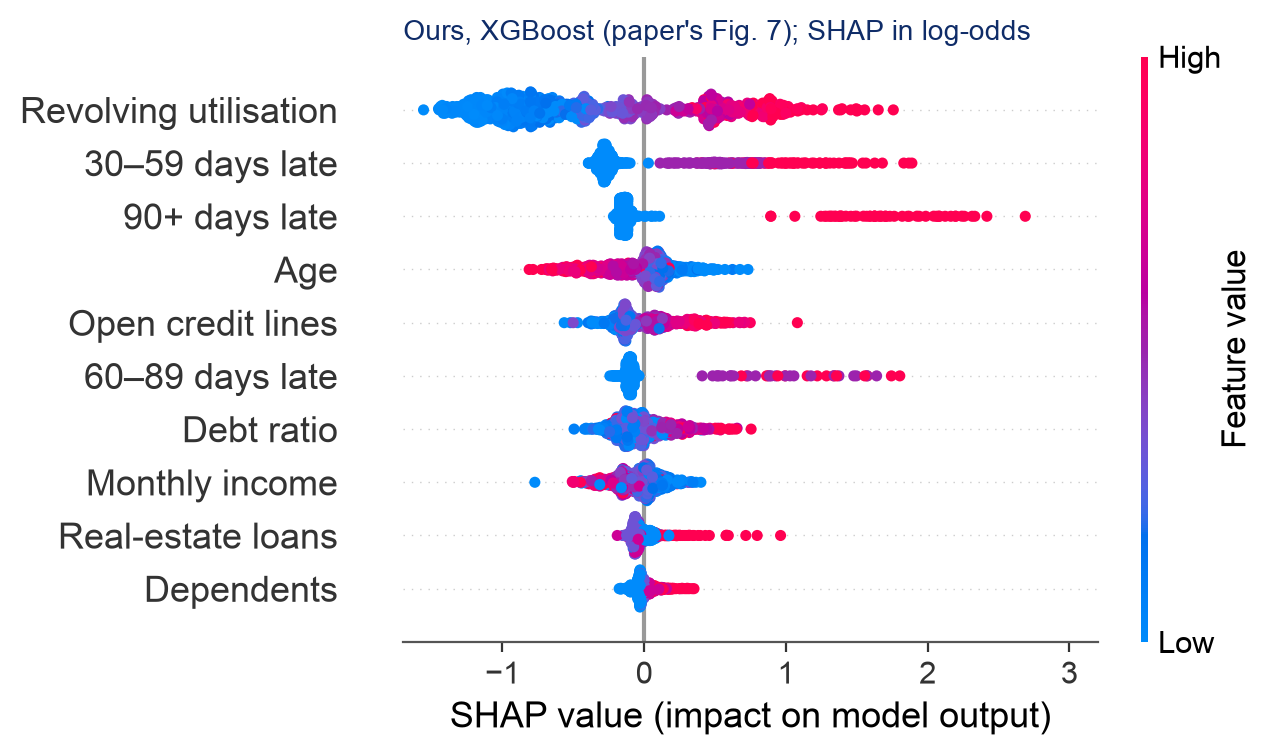 Ours, XGBoost (paper's Fig. 7); SHAP in log-odds
High
Revolving utilisation
30–59 days late
90+ days late
Age
Open credit lines
60–89 days late
Debt ratio
Monthly income
Real-estate loans
Dependents
Feature value
Low
−1 0 1 2 3
SHAP value (impact on model output)